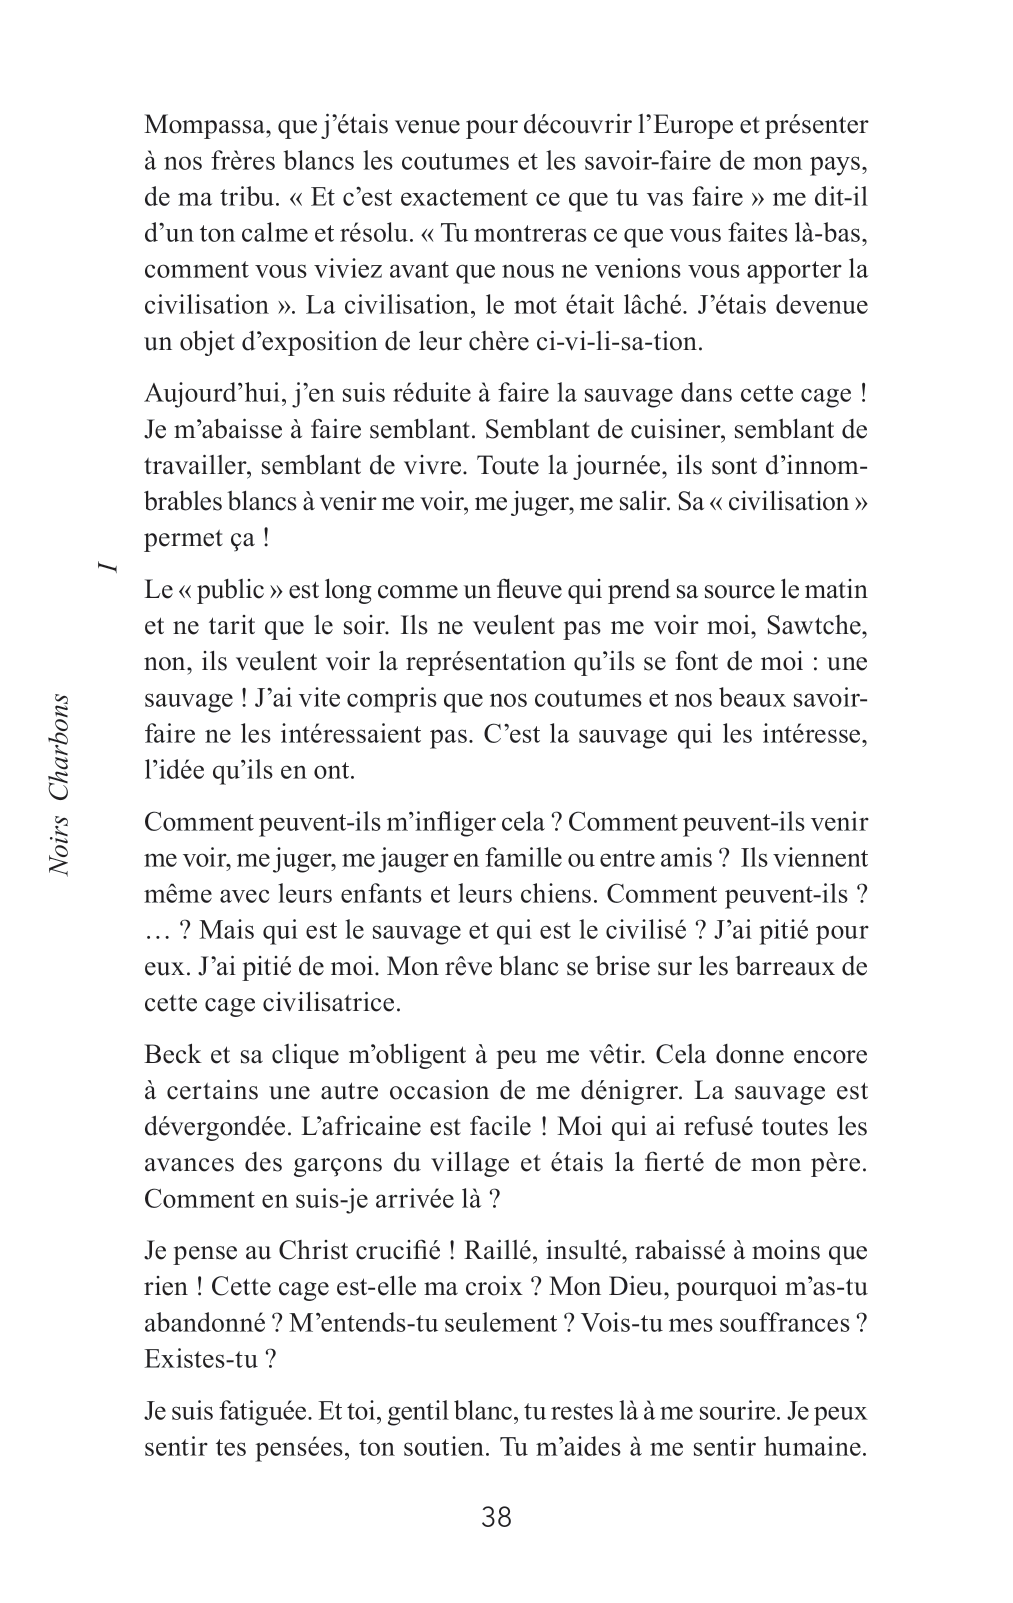 Mompassa, que j’étais venue pour découvrir l’Europe et présenter
à nos frères blancs les coutumes et les savoir-faire de mon pays,
de ma tribu. « Et c’est exactement ce que tu vas faire » me dit-il
d’un ton calme et résolu. « Tu montreras ce que vous faites là-bas,
comment vous viviez avant que nous ne venions vous apporter la
civilisation ». La civilisation, le mot était lâché. J’étais devenue
un objet d’exposition de leur chère ci-vi-li-sa-tion.
Aujourd’hui, j’en suis réduite à faire la sauvage dans cette cage !
Je m’abaisse à faire semblant. Semblant de cuisiner, semblant de
travailler, semblant de vivre. Toute la journée, ils sont d’innom-
brables blancs à venir me voir, me juger, me salir. Sa « civilisation »
permet ça !
Le « public » est long comme un fleuve qui prend sa source le matin
et ne tarit que le soir. Ils ne veulent pas me voir moi, Sawtche,
non, ils veulent voir la représentation qu’ils se font de moi : une
sauvage ! J’ai vite compris que nos coutumes et nos beaux savoir-
faire ne les intéressaient pas. C’est la sauvage qui les intéresse,
l’idée qu’ils en ont.
Comment peuvent-ils m’infliger cela ? Comment peuvent-ils venir
me voir, me juger, me jauger en famille ou entre amis ? Ils viennent
même avec leurs enfants et leurs chiens. Comment peuvent-ils ?
… ? Mais qui est le sauvage et qui est le civilisé ? J’ai pitié pour
eux. J’ai pitié de moi. Mon rêve blanc se brise sur les barreaux de
cette cage civilisatrice.
Beck et sa clique m’obligent à peu me vêtir. Cela donne encore
à certains une autre occasion de me dénigrer. La sauvage est
dévergondée. L’africaine est facile ! Moi qui ai refusé toutes les
avances des garçons du village et étais la fierté de mon père.
Comment en suis-je arrivée là ?
Je pense au Christ crucifié ! Raillé, insulté, rabaissé à moins que
rien ! Cette cage est-elle ma croix ? Mon Dieu, pourquoi m’as-tu
abandonné ? M’entends-tu seulement ? Vois-tu mes souffrances ?
Existes-tu ?
Je suis fatiguée. Et toi, gentil blanc, tu restes là à me sourire. Je peux
sentir tes pensées, ton soutien. Tu m’aides à me sentir humaine.
38
Noirs Charbons
I